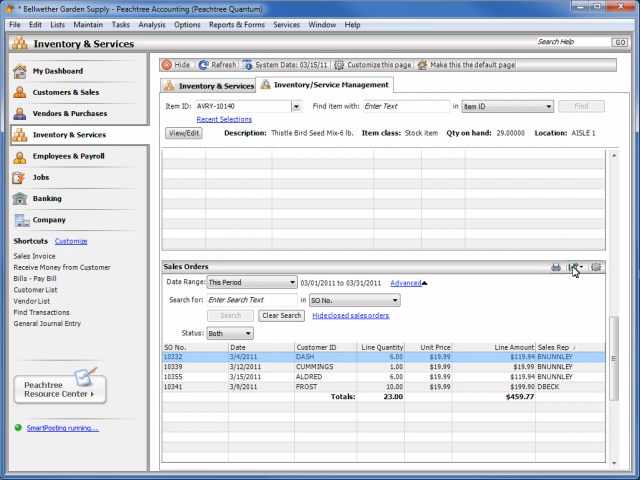 * Bellwether Garden Supply - Peachtree Accounting (Peachtree Quantum)
File Edit Lists Maintain Tasks Analysis Options Reports & Forms Services Window Help
Inventory & Services
Search Help GO
My Dashboard
Customers & Sales
Vendors & Purchases
Inventory & Services
Employees & Payroll
Jobs
Banking
Company
Shortcuts Customize
Sales Invoice
Receive Money from Customer
Bills - Pay Bill
Customer List
Vendor List
Find Transactions
General Journal Entry
Peachtree
Resource Center
SmartPosting running...
Hide Refresh System Date: 03/15/11 Customize this page Make this the default page
Inventory & Services Inventory/Service Management
Item ID: AVRY-10140 Find item with: Enter Text in Item ID Find
Recent Selections
View/Edit Description: Thistle Bird Seed Mix-6 lb. Item class: Stock item Qty on hand: 29.00000 Location: AISLE 1
Sales Orders
Date Range: This Period 03/01/2011 to 03/31/2011 Advanced
Search for: Enter Search Text in SO No.
Search Clear Search Hide closed sales orders
Status: Both
SO No. Date Customer ID Line Quantity Unit Price Line Amount Sales Rep
10332 3/4/2011 DASH 6.00 $19.99 $119.94 BNUNNLEY
10339 3/12/2011 CUMMINGS 1.00 $19.99 $19.99 BNUNNLEY
10355 3/15/2011 ALDRED 6.00 $19.99 $119.94 BNUNNLEY
10341 3/9/2011 FROST 10.00 $19.99 $199.90 DBECK
Totals: 23.00 $459.77